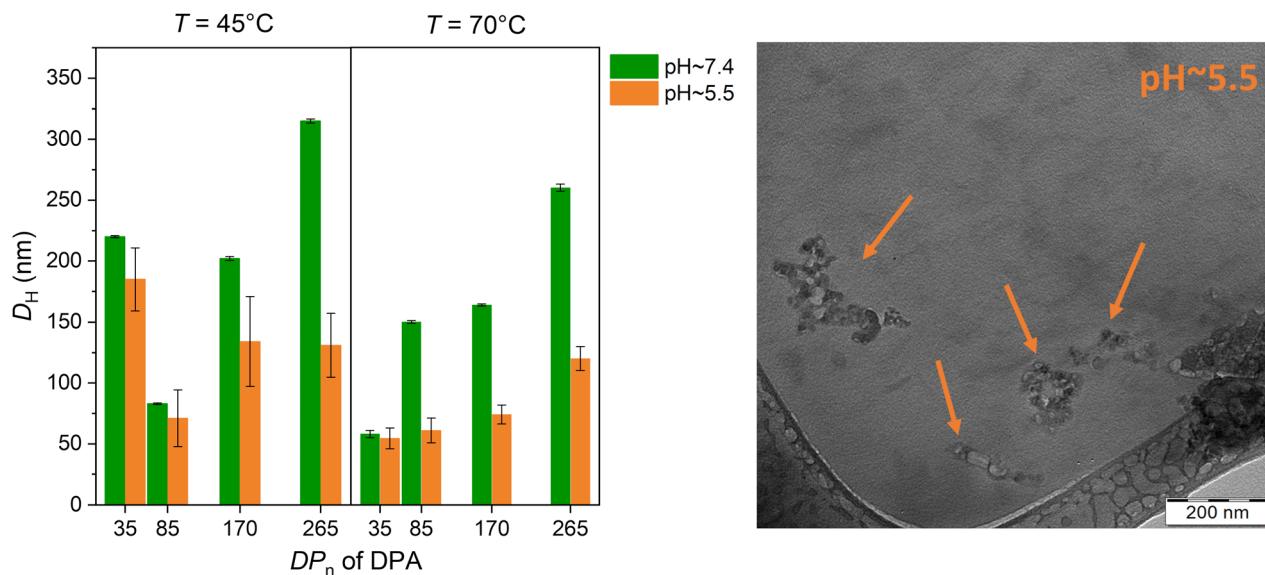 T = 45°C
T = 70°C
pH~7.4
pH~5.5
350
300
250
200
150
100
50
0
D_H (nm)
35 85 170 265 35 85 170 265
DP_n of DPA
pH~5.5
200 nm